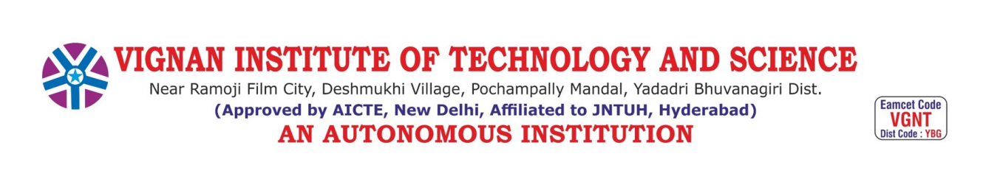 VIGNAN INSTITUTE OF TECHNOLOGY AND SCIENCE
Near Ramoji Film City, Deshmukhi Village, Pochampally Mandal, Yadadri Bhuvanagiri Dist.
(Approved by AICTE, New Delhi, Affiliated to JNTUH, Hyderabad)
AN AUTONOMOUS INSTITUTION
Eamcet Code
VGNT
Dist Code : YBG